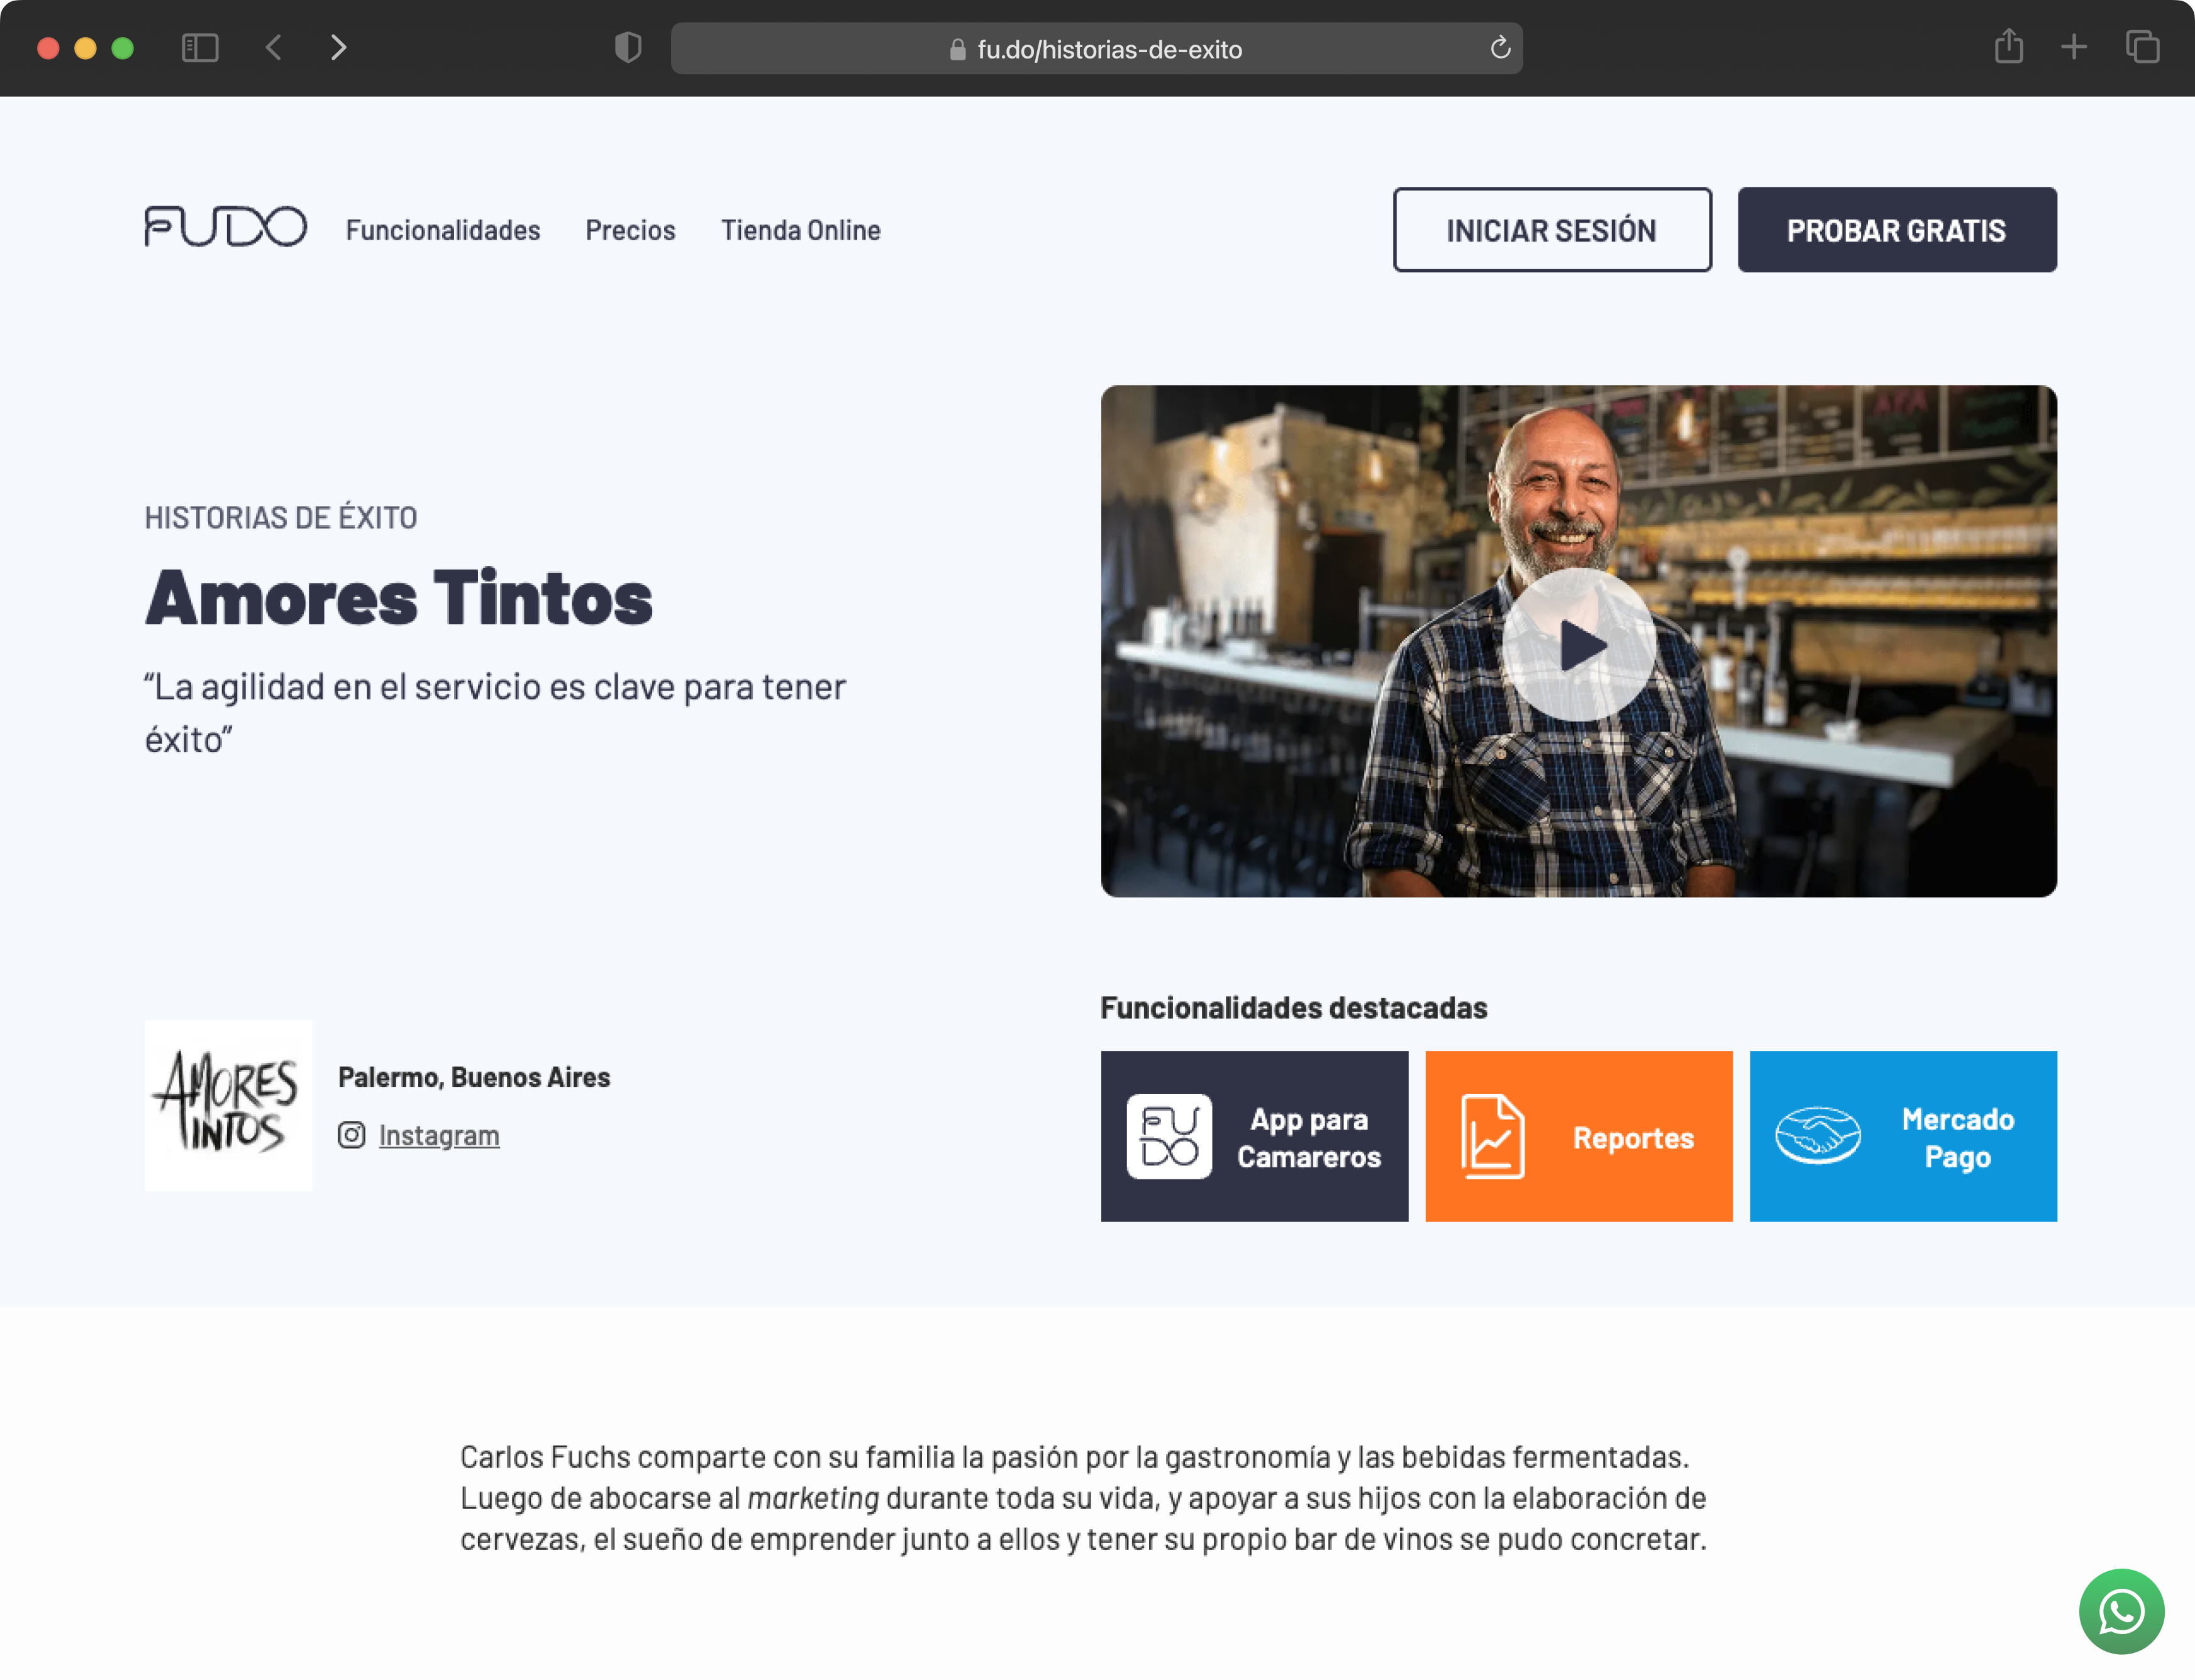 fu.do/historias-de-exito
FUDO
Funcionalidades
Precios
Tienda Online
INICIAR SESIÓN
PROBAR GRATIS
HISTORIAS DE ÉXITO
Amores Tintos
“La agilidad en el servicio es clave para tener
éxito”
AMORES
TINTOS
Palermo, Buenos Aires
Instagram
Funcionalidades destacadas
FU
DO
App para
Camareros
Reportes
Mercado
Pago
Carlos Fuchs comparte con su familia la pasión por la gastronomía y las bebidas fermentadas.
Luego de abocarse al marketing durante toda su vida, y apoyar a sus hijos con la elaboración de
cervezas, el sueño de emprender junto a ellos y tener su propio bar de vinos se pudo concretar.